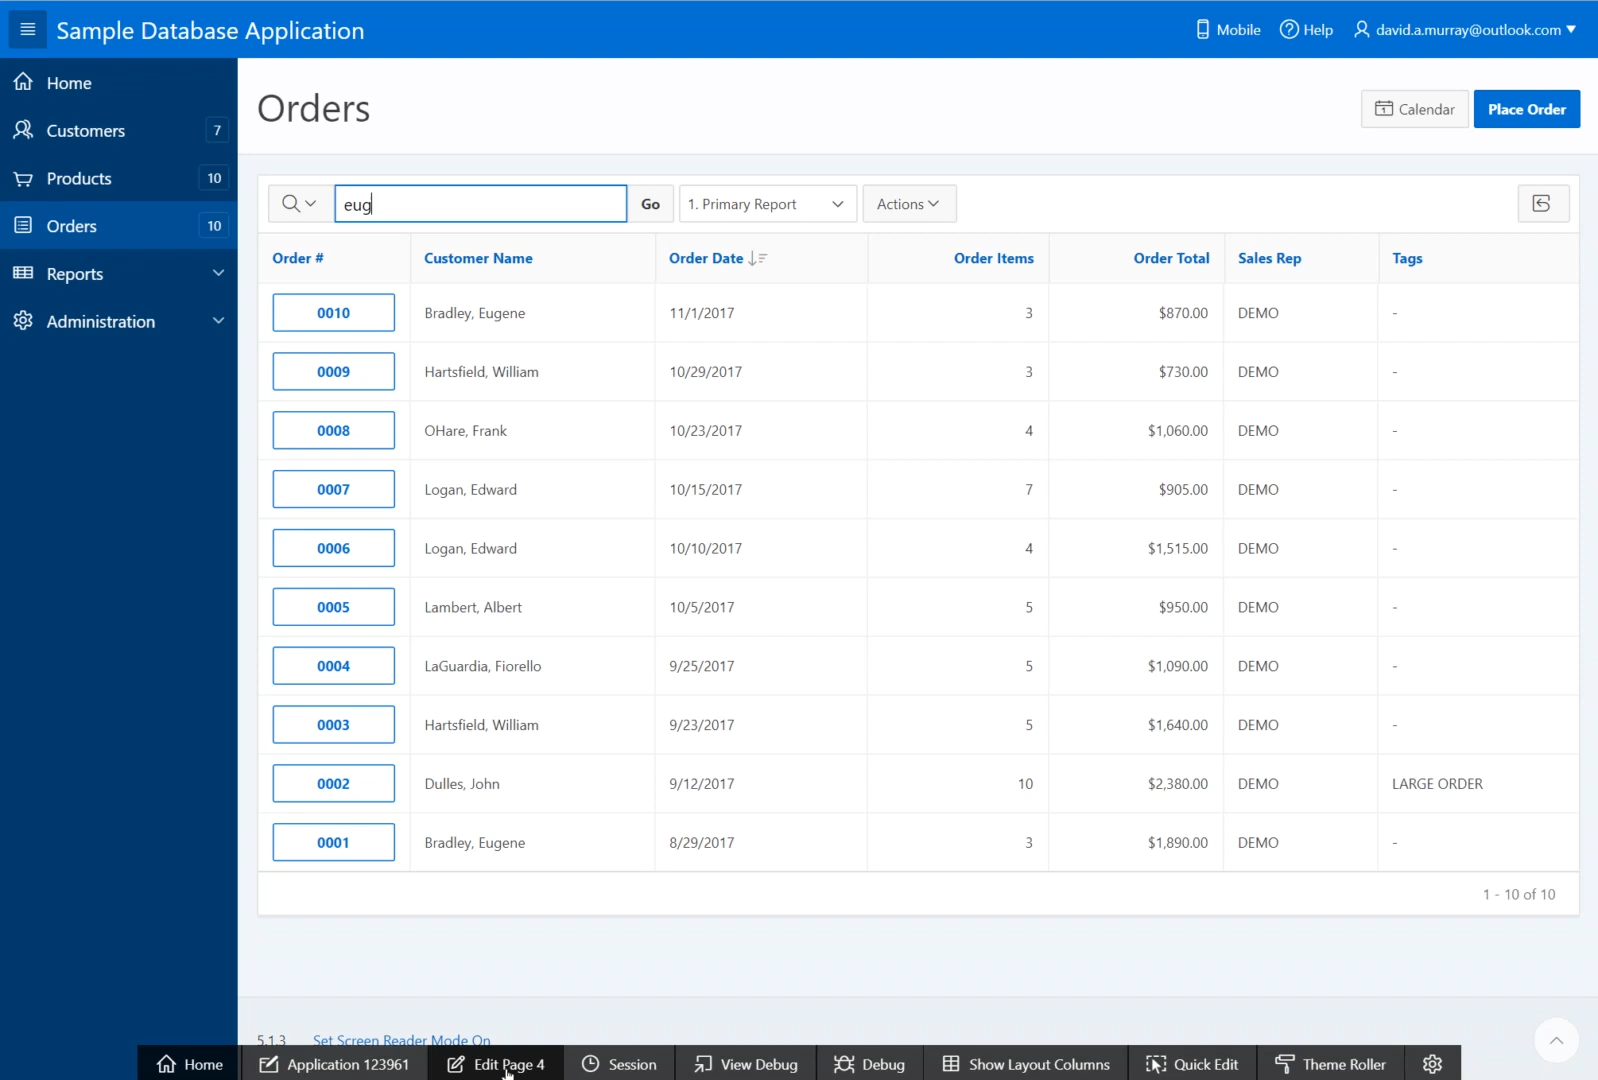 Sample Database Application
Mobile Help david.a.murray@outlook.com
Home
Customers 7
Products 10
Orders 10
Reports
Administration
Orders
Calendar Place Order
eug Go 1. Primary Report Actions
Order # Customer Name Order Date Order Items Order Total Sales Rep Tags
0010 Bradley, Eugene 11/1/2017 3 $870.00 DEMO -
0009 Hartsfield, William 10/29/2017 3 $730.00 DEMO -
0008 OHare, Frank 10/23/2017 4 $1,060.00 DEMO -
0007 Logan, Edward 10/15/2017 7 $905.00 DEMO -
0006 Logan, Edward 10/10/2017 4 $1,515.00 DEMO -
0005 Lambert, Albert 10/5/2017 5 $950.00 DEMO -
0004 LaGuardia, Fiorello 9/25/2017 5 $1,090.00 DEMO -
0003 Hartsfield, William 9/23/2017 5 $1,640.00 DEMO -
0002 Dulles, John 9/12/2017 10 $2,380.00 DEMO LARGE ORDER
0001 Bradley, Eugene 8/29/2017 3 $1,890.00 DEMO -
1 - 10 of 10
5.1.3 Set Screen Reader Mode On
Home Application 123961 Edit Page 4 Session View Debug Debug Show Layout Columns Quick Edit Theme Roller